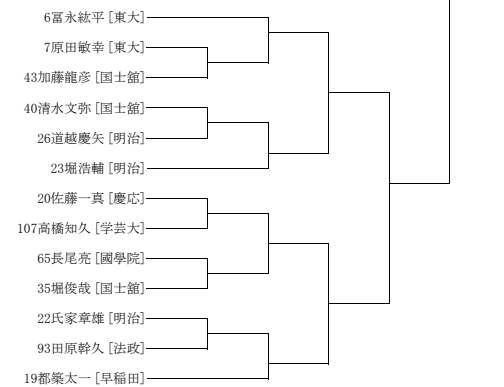 6冨永紘平 [東大]
7原田敏幸 [東大]
43加藤龍彦 [国士舘]
40清水文弥 [国士舘]
26道越慶矢 [明治]
23堀浩輔 [明治]
20佐藤一真 [慶応]
107高橋知久 [学芸大]
65長尾亮 [國學院]
35堀俊哉 [国士舘]
22氏家章雄 [明治]
93田原幹久 [法政]
19都築太一 [早稲田]